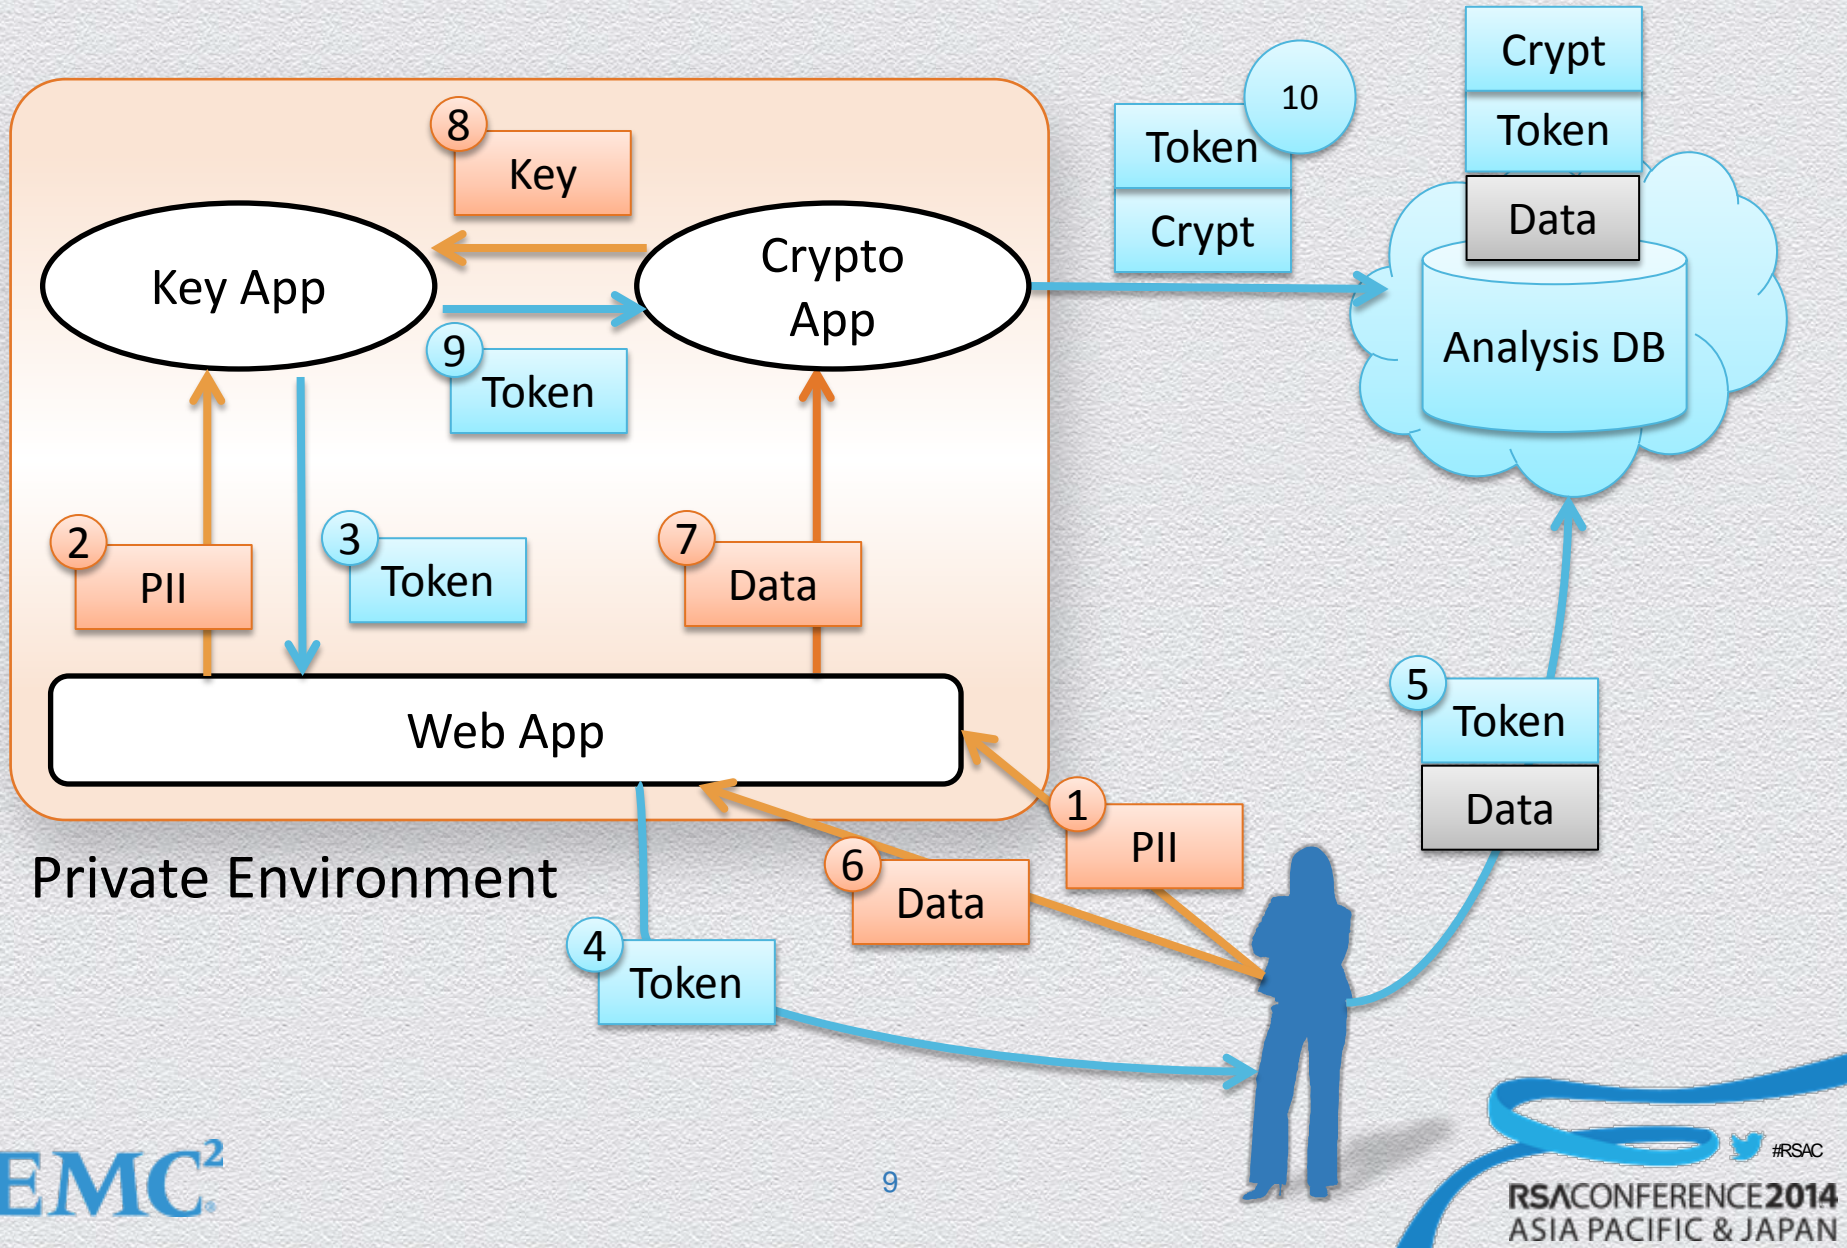 Crypt
10
Token
Token
8
Key
Data
Crypt
Crypto
App
Key App
Analysis DB
9
Token
2
PII
3
Token
7
Data
5
Token
Data
Web App
1
PII
6
Data
Private Environment
4
Token
EMC²
9
#RSAC
RSACONFERENCE2014
ASIA PACIFIC & JAPAN